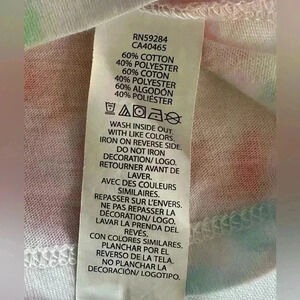 RN59284
CA40465
60% COTTON
40% POLYESTER
60% COTON
40% POLYESTER
60% ALGODÓN
40% POLIÉSTER
WASH INSIDE OUT
WITH LIKE COLORS.
IRON ON REVERSE SIDE.
DO NOT IRON
DECORATION/ LOGO.
RETOURNER AVANT DE
LAVER.
AVEC DES COULEURS
SIMILAIRES.
REPASSER SUR L'ENVERS.
NE PAS REPASSER LA
DÉCORATION/ LOGO.
LAVAR LA PRENDA DEL
REVÉS.
CON COLORES SIMILARES.
PLANCHAR POR EL
REVERSO DE LA TELA.
NO PLANCHAR LA
DECORACIÓN/ LOGOTIPO.